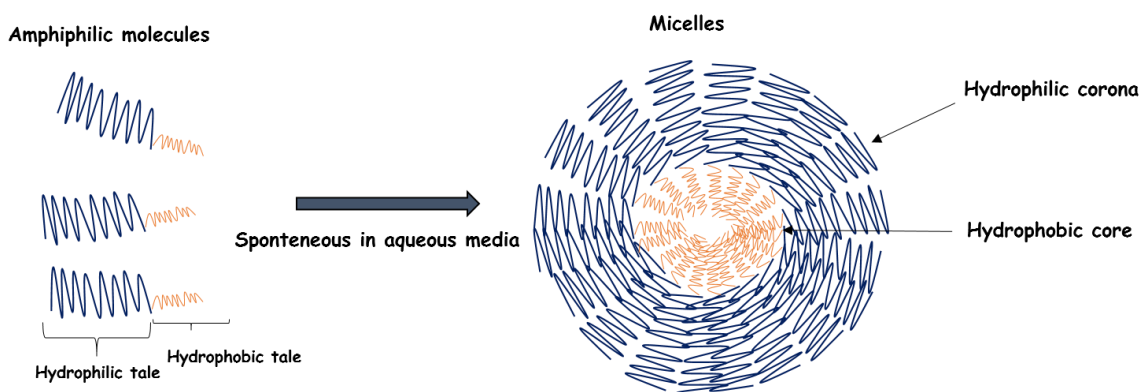 Amphiphilic molecules
Micelles
Hydrophilic corona
Sponteneous in aqueous media
Hydrophobic core
Hydrophilic tale
Hydrophobic tale